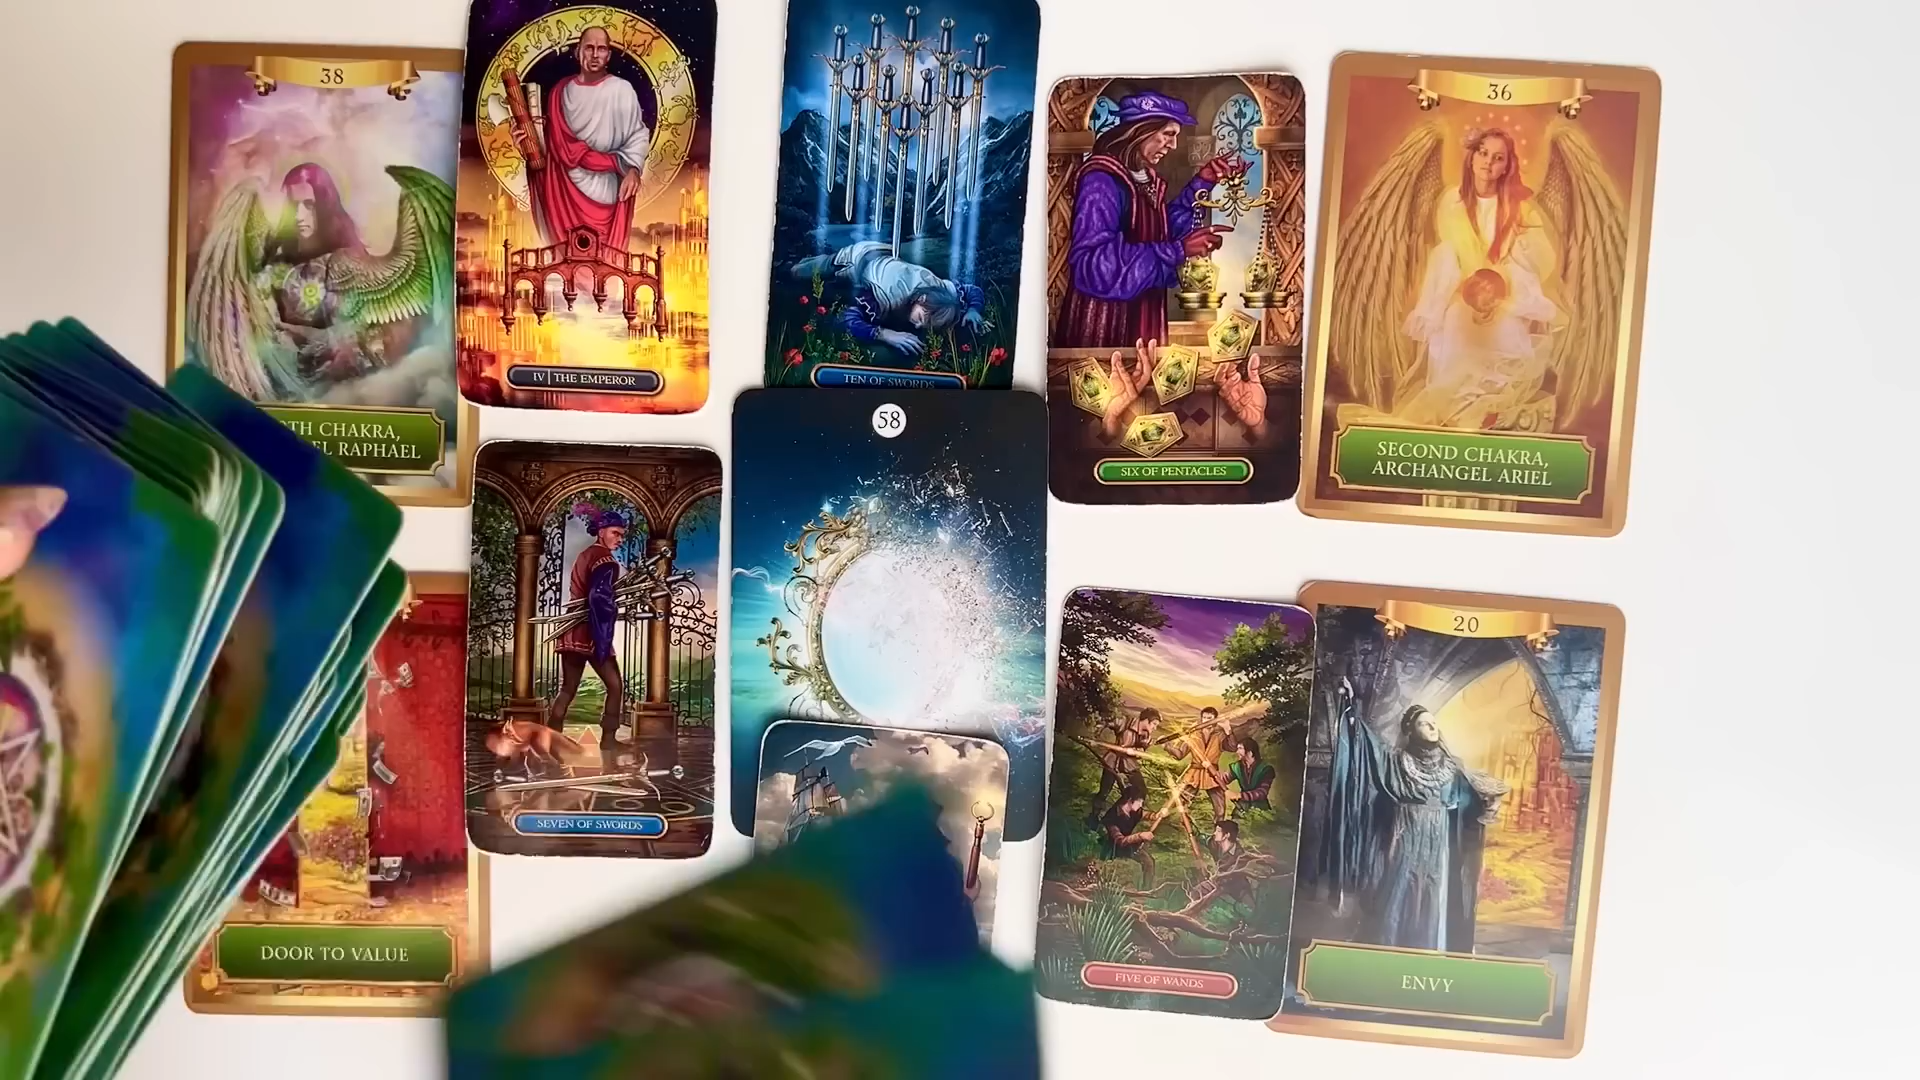 38
IV | THE EMPEROR
TEN OF SWORDS
36
TH CHAKRA,
EL RAPHAEL
58
SIX OF PENTACLES
SECOND CHAKRA,
ARCHANGEL ARIEL
SEVEN OF SWORDS
20
DOOR TO VALUE
FIVE OF WANDS
ENVY